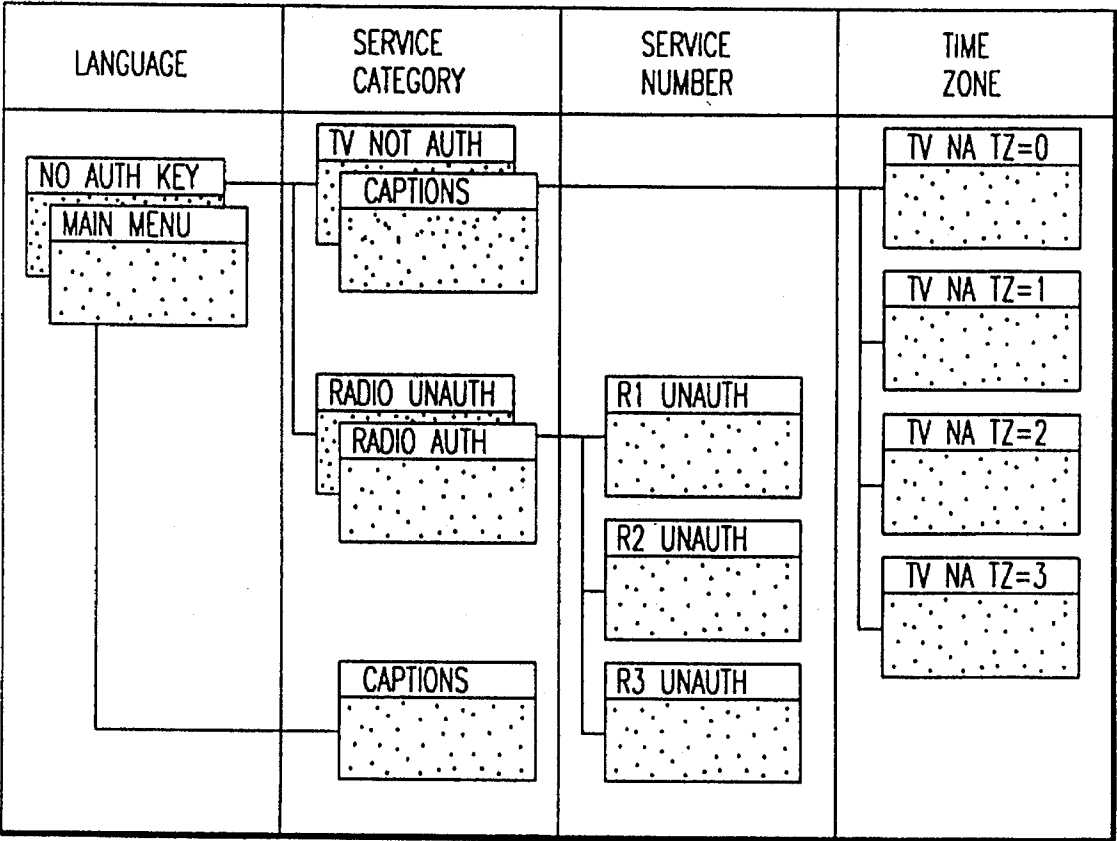 LANGUAGE
SERVICE
CATEGORY
SERVICE
NUMBER
TIME
ZONE
NO AUTH KEY
MAIN MENU
TV NOT AUTH
CAPTIONS
RADIO UNAUTH
RADIO AUTH
CAPTIONS
R1 UNAUTH
R2 UNAUTH
R3 UNAUTH
TV NA TZ=0
TV NA TZ=1
TV NA TZ=2
TV NA TZ=3